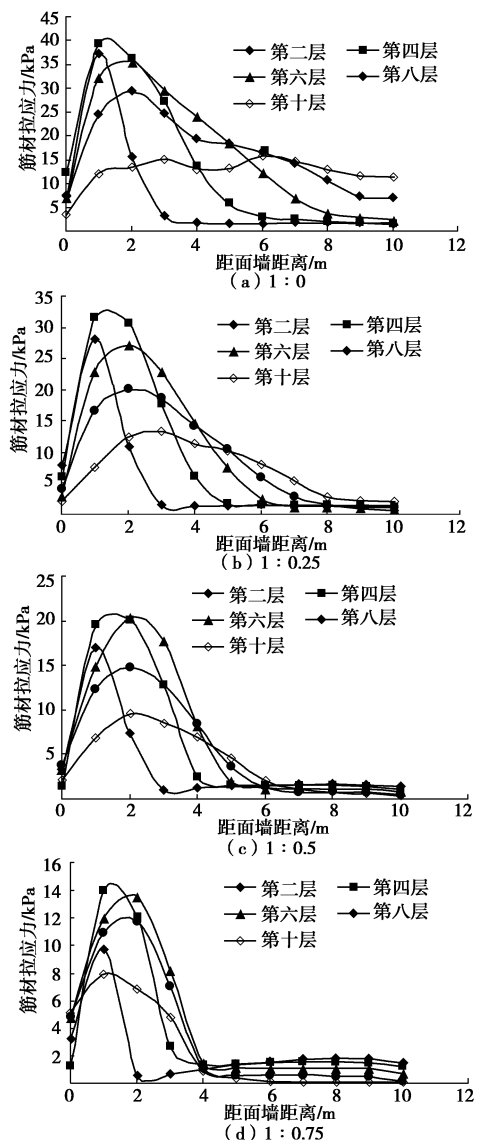 45
40
35
30
25
20
15
10
5
筋材拉应力/kPa
第二层 第四层
第六层 第八层
第十层
0 2 4 6 8 10 12
距面墙距离/m
(a) 1:0
35
30
25
20
15
10
5
筋材拉应力/kPa
第二层 第四层
第六层 第八层
第十层
0 2 4 6 8 10 12
距面墙距离/m
(b) 1:0.25
25
20
15
10
5
筋材拉应力/kPa
第二层 第四层
第六层 第八层
第十层
0 2 4 6 8 10 12
距面墙距离/m
(c) 1:0.5
16
14
12
10
8
6
4
2
筋材拉应力/kPa
第二层 第四层
第六层 第八层
第十层
0 2 4 6 8 10 12
距面墙距离/m
(d) 1:0.75